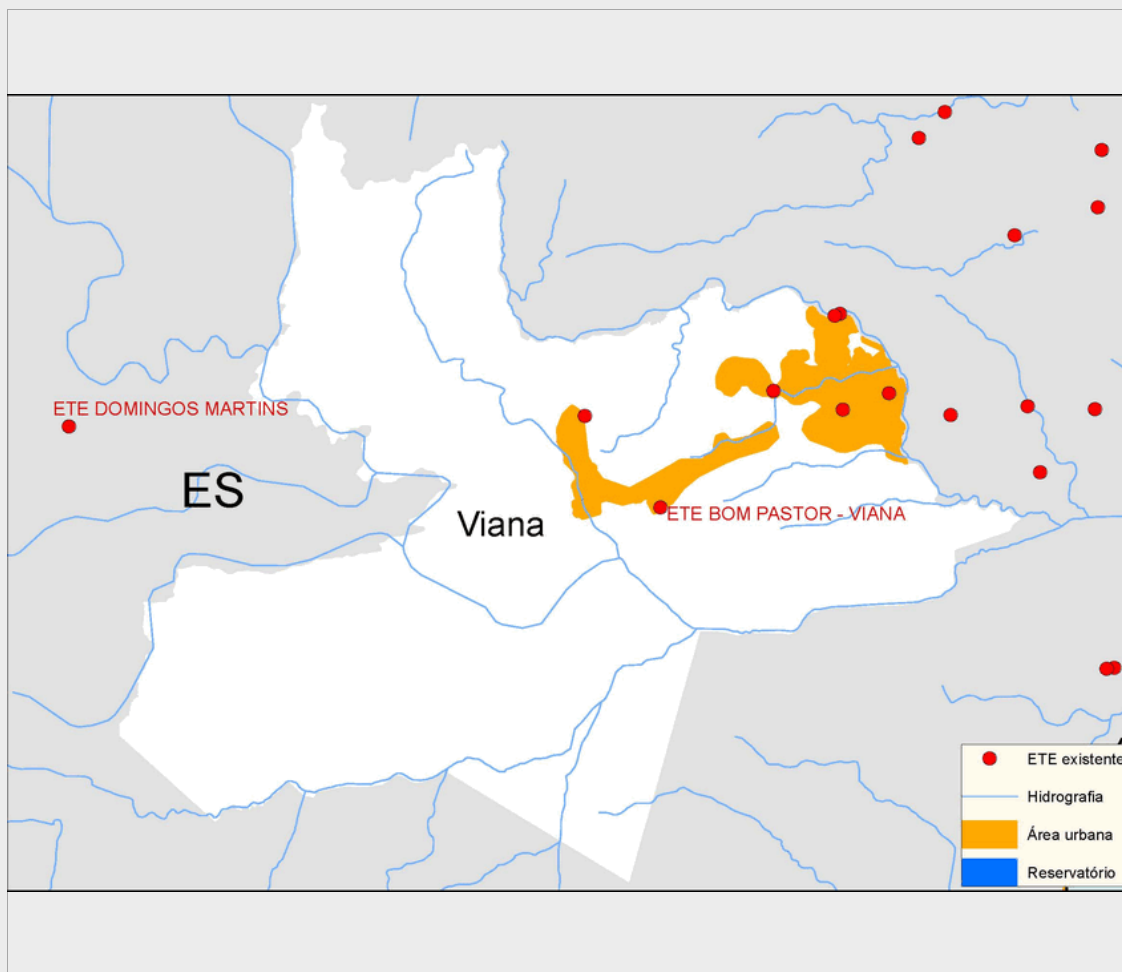 ETE DOMINGOS MARTINS
ES
Viana
ETE BOM PASTOR - VIANA
ETE existente
Hidrografia
Área urbana
Reservatório